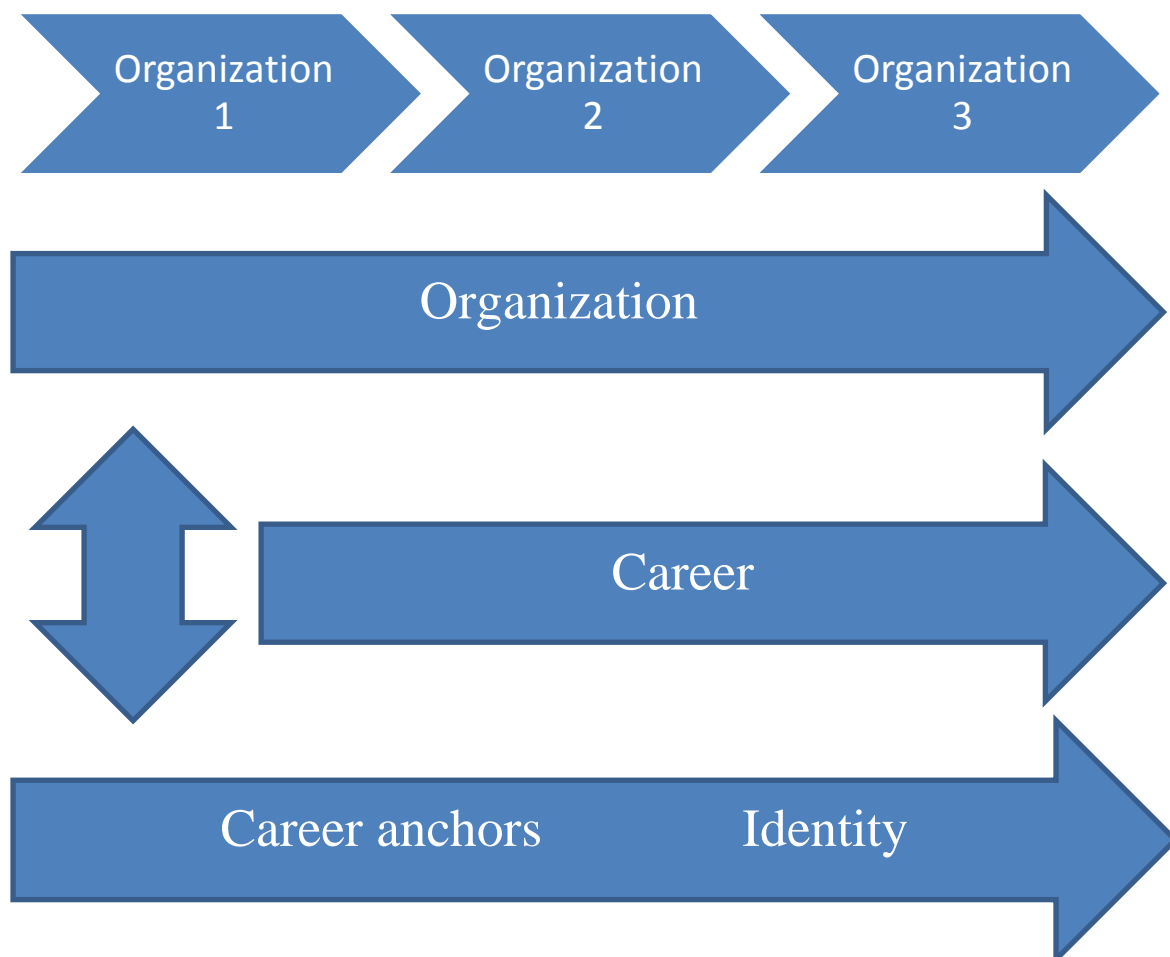 Organization
1
Organization
2
Organization
3
Organization
Career
Career anchors Identity